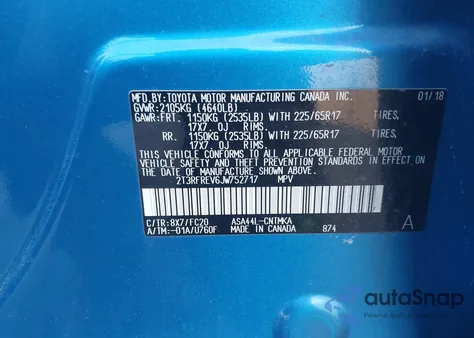 MFD.BY:TOYOTA MOTOR MANUFACTURING CANADA INC. 01/18
GVWR:2105KG (4640LB)
GAWR:FRT. 1150KG (2535LB) WITH 225/65R17 TIRES,
17X7. 0J RIMS.
RR. 1150KG (2535LB) WITH 225/65R17 TIRES,
17X7. 0J RIMS.
THIS VEHICLE CONFORMS TO ALL APPLICABLE FEDERAL MOTOR
VEHICLE SAFETY AND THEFT PREVENTION STANDARDS IN EFFECT ON
THE DATE OF MANUFACTURE SHOWN ABOVE.
2T3RFREV6JW752717 MPV
C/TR:8X7/FC20 ASA44L-CNTMKA
A/TM:-01A/U760F MADE IN CANADA 874 A
autoSnap
Powered by Carketa